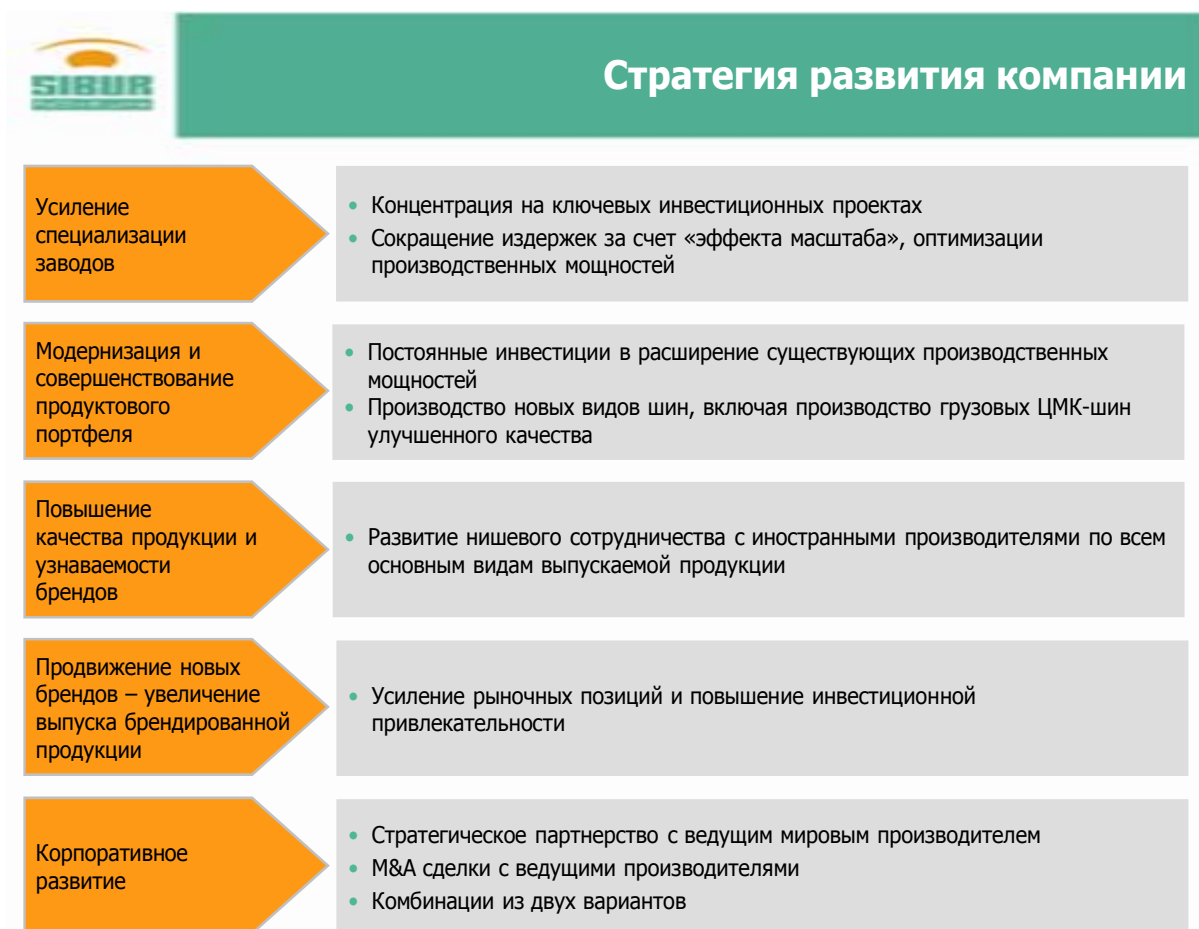 SIBUR
Стратегия развития компании
Усиление
специализации
заводов
• Концентрация на ключевых инвестиционных проектах
• Сокращение издержек за счет «эффекта масштаба», оптимизации
производственных мощностей
Модернизация и
совершенствование
продуктового
портфеля
• Постоянные инвестиции в расширение существующих производственных
мощностей
• Производство новых видов шин, включая производство грузовых ЦМК-шин
улучшенного качества
Повышение
качества продукции и
узнаваемости
брендов
• Развитие нишевого сотрудничества с иностранными производителями по всем
основным видам выпускаемой продукции
Продвижение новых
брендов – увеличение
выпуска брендированной
продукции
• Усиление рыночных позиций и повышение инвестиционной
привлекательности
Корпоративное
развитие
• Стратегическое партнерство с ведущим мировым производителем
• M&A сделки с ведущими производителями
• Комбинации из двух вариантов